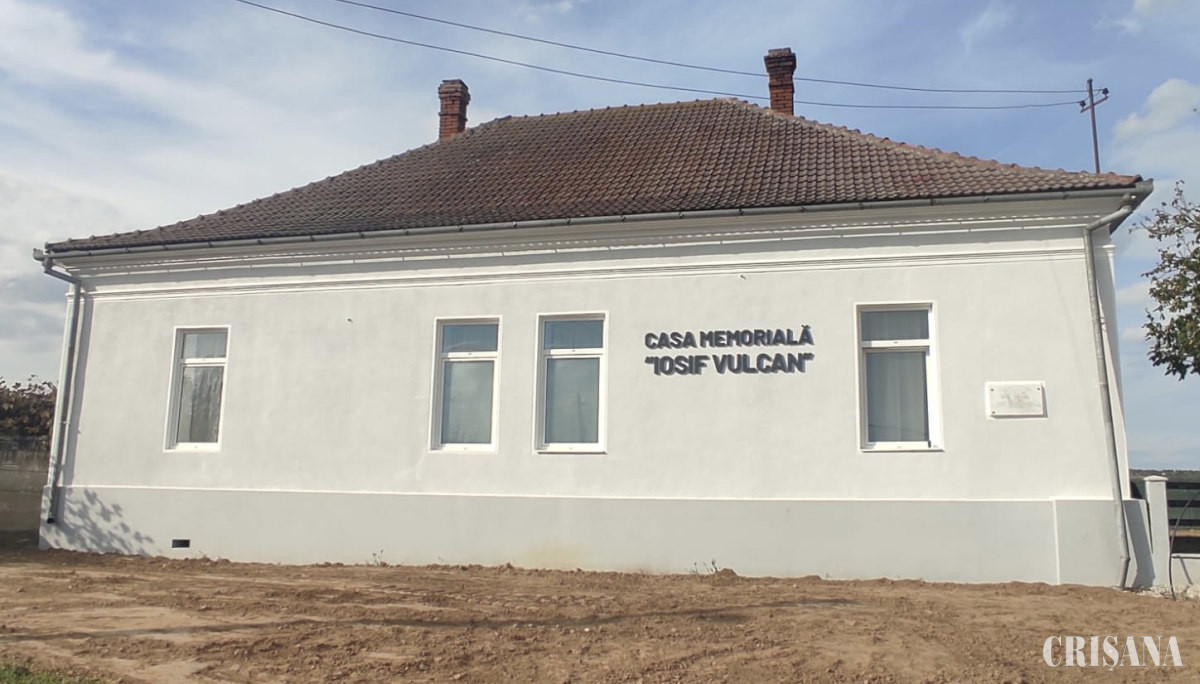 CASA MEMORIALĂ
"IOSIF VULCAN"
CRIȘANA